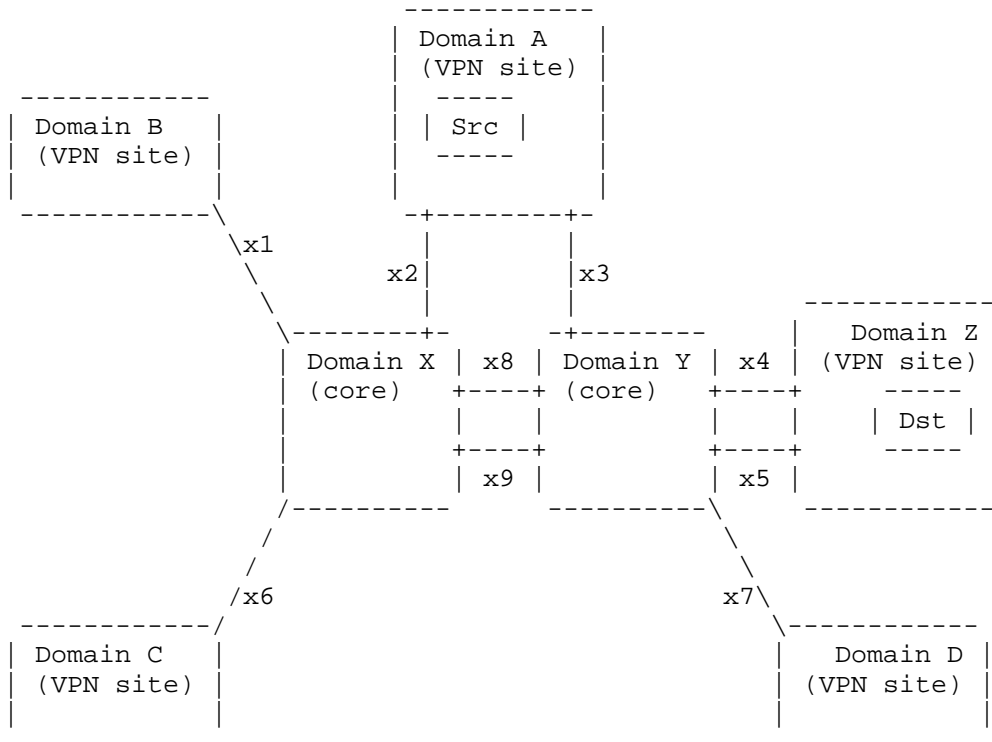 Domain A
(VPN site)
Src
Domain B
(VPN site)
x1
x2 x3
Domain Z
Domain X x8 Domain Y x4 (VPN site)
(core) (core)
Dst
x9 x5
x6 x7
Domain C Domain D
(VPN site) (VPN site)